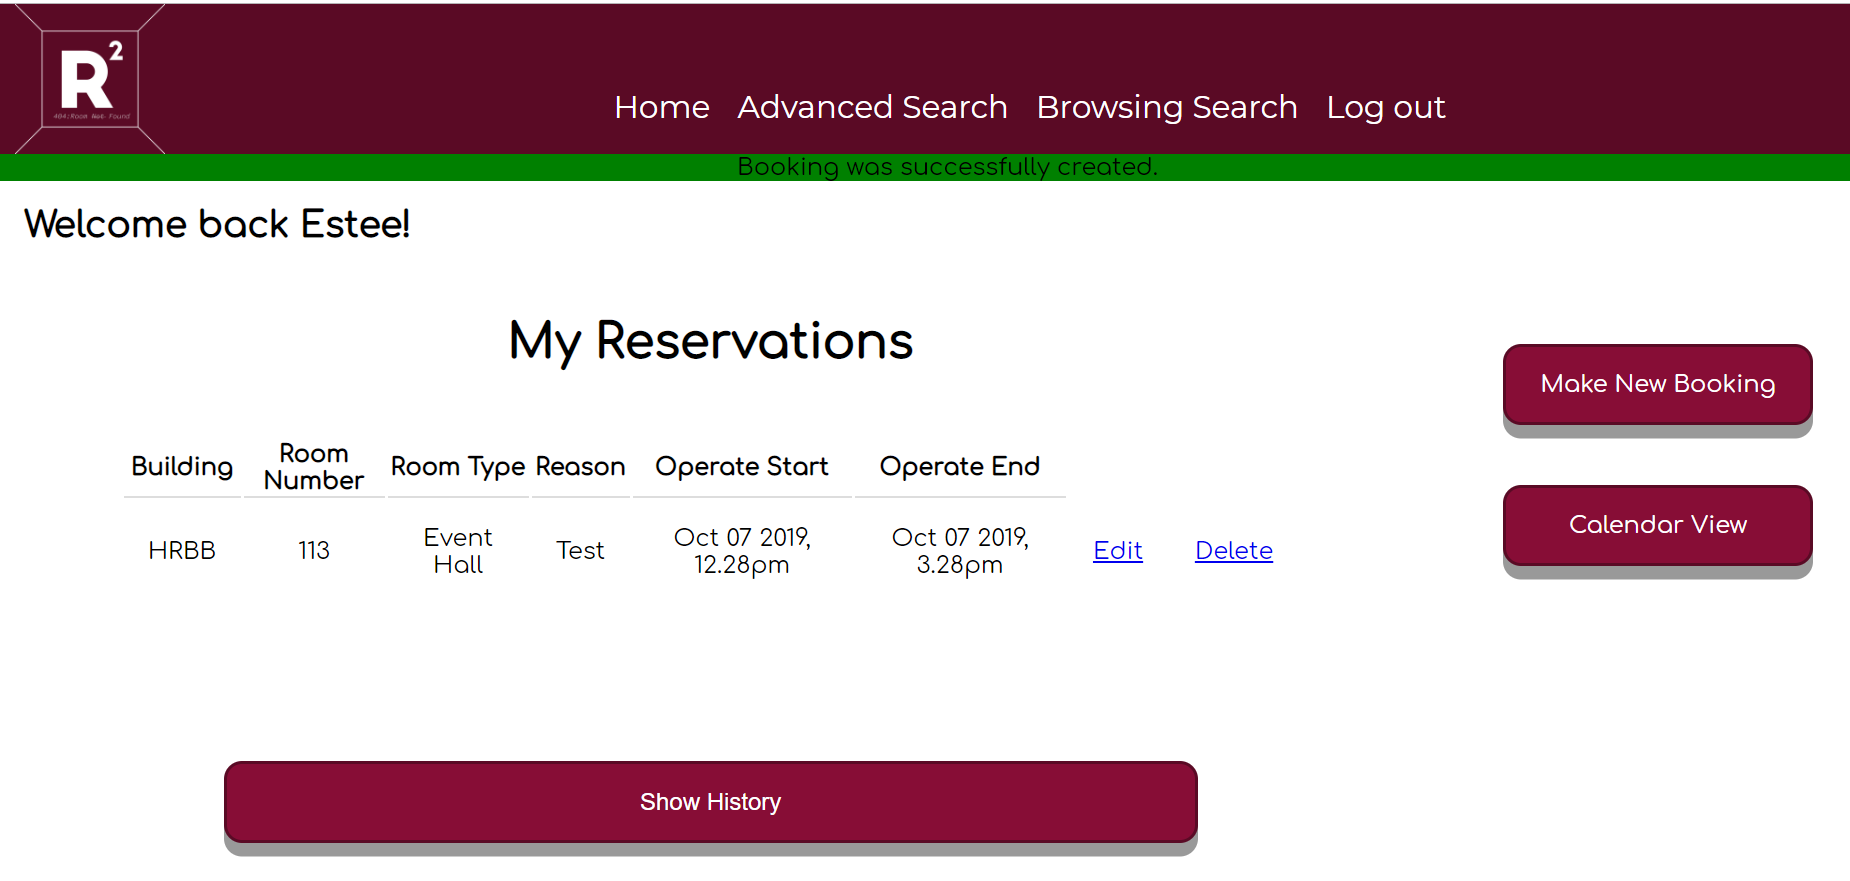 R²
404:Room Not Found
Home Advanced Search Browsing Search Log out
Booking was successfully created.
Welcome back Estee!
My Reservations
Make New Booking
Calendar View
Building Room Number Room Type Reason Operate Start Operate End
HRBB 113 Event Hall Test Oct 07 2019, 12.28pm Oct 07 2019, 3.28pm Edit Delete
Show History